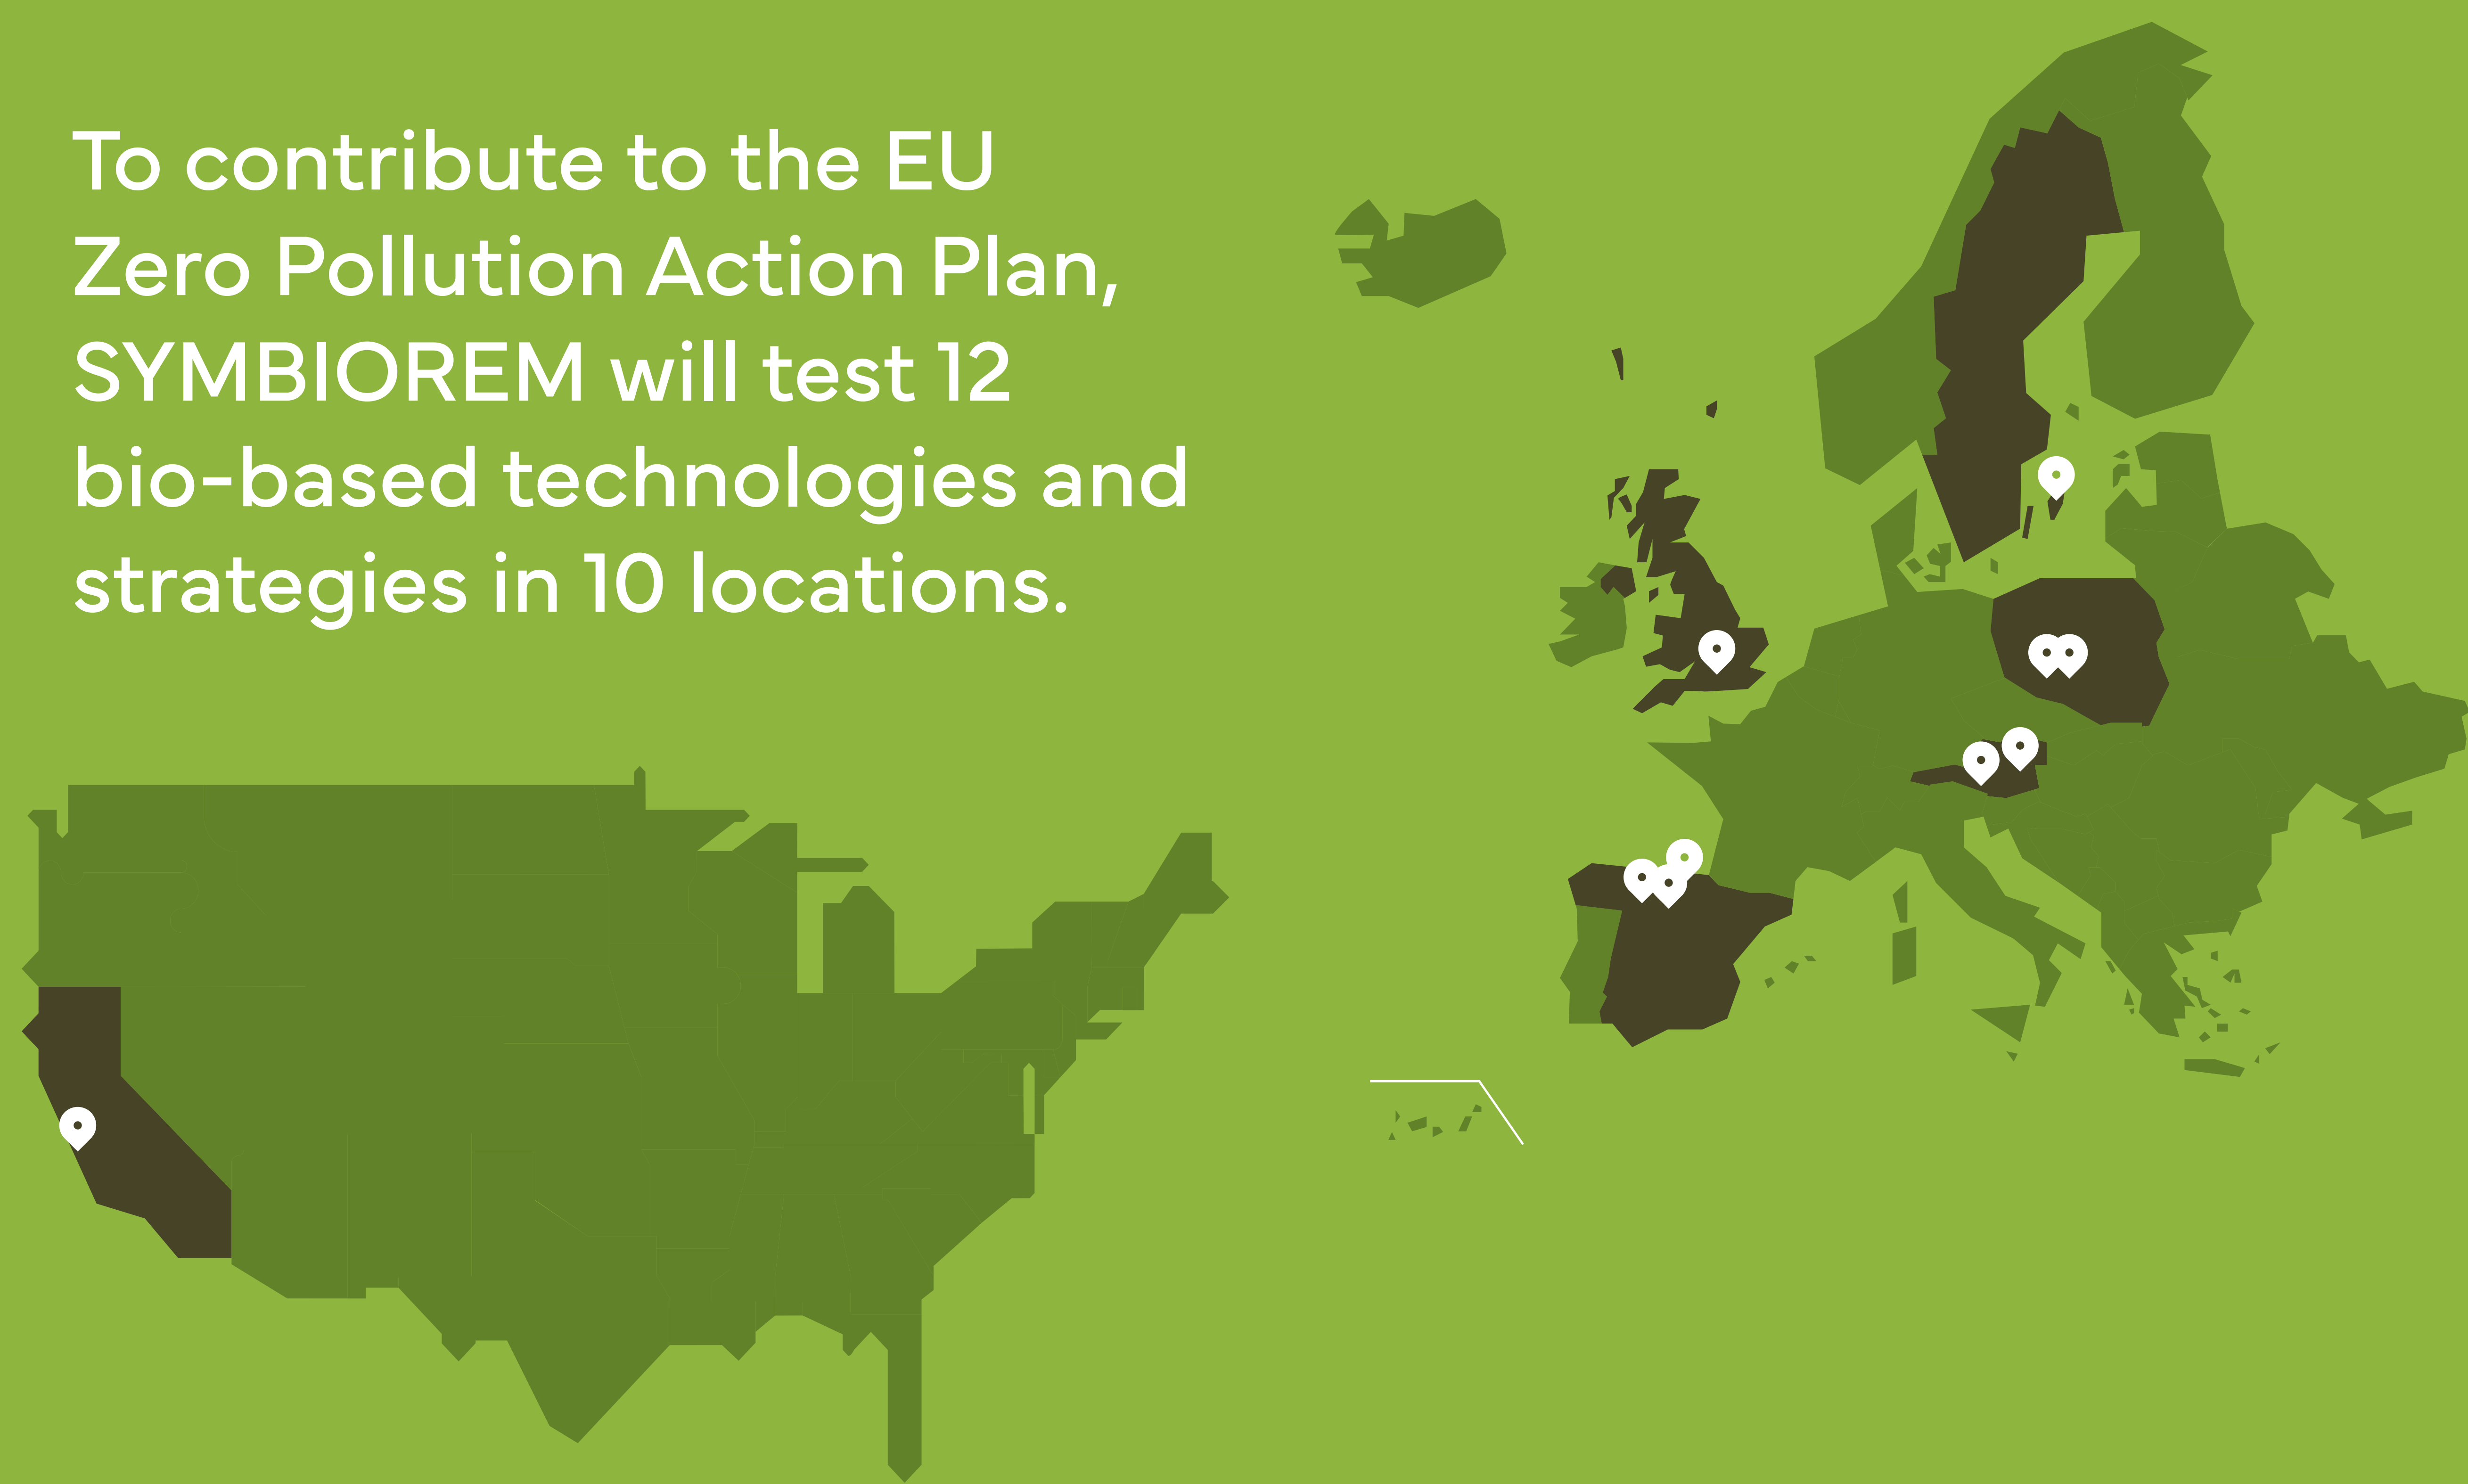 To contribute to the EU
Zero Pollution Action Plan,
SYMBIOREM will test 12
bio-based technologies and
strategies in 10 locations.